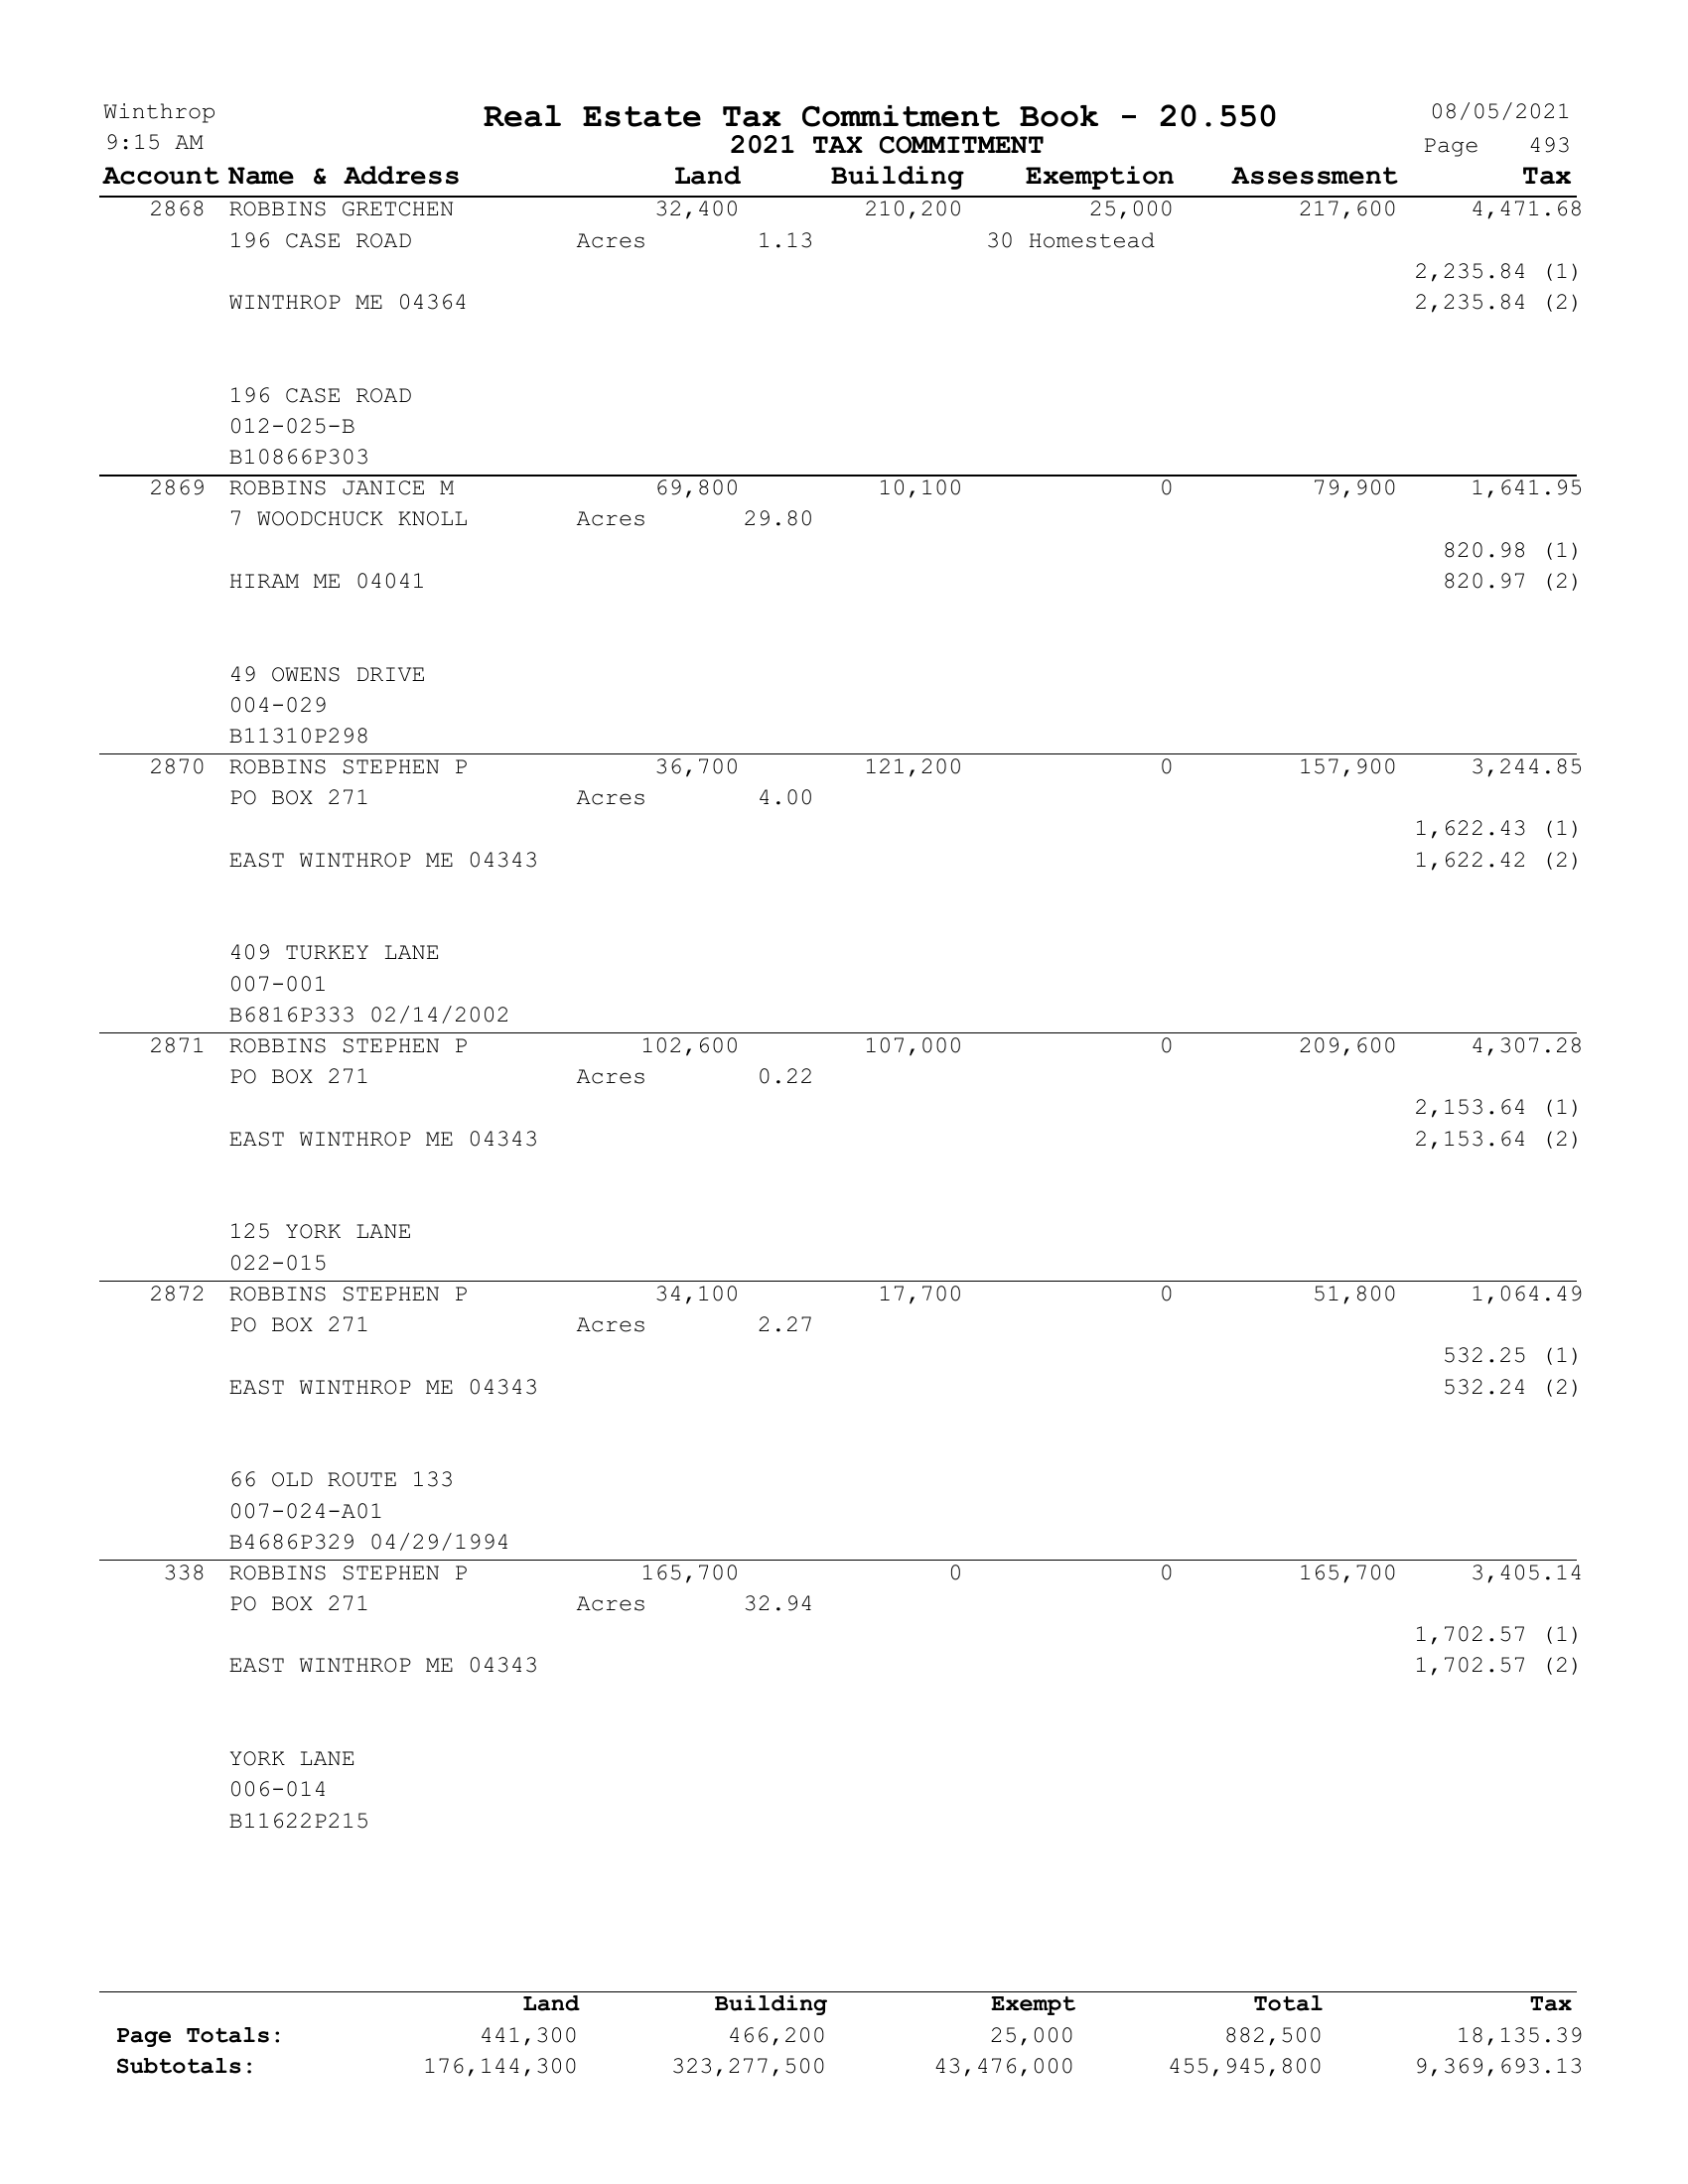 Winthrop Real Estate Tax Commitment Book - 20.550 08/05/2021
9:15 AM 2021 TAX COMMITMENT Page 493
Account Name & Address Land Building Exemption Assessment Tax
2868 ROBBINS GRETCHEN 32,400 210,200 25,000 217,600 4,471.68
196 CASE ROAD Acres 1.13 30 Homestead
2,235.84 (1)
WINTHROP ME 04364 2,235.84 (2)
196 CASE ROAD
012-025-B
B10866P303
2869 ROBBINS JANICE M 69,800 10,100 0 79,900 1,641.95
7 WOODCHUCK KNOLL Acres 29.80
820.98 (1)
HIRAM ME 04041 820.97 (2)
49 OWENS DRIVE
004-029
B11310P298
2870 ROBBINS STEPHEN P 36,700 121,200 0 157,900 3,244.85
PO BOX 271 Acres 4.00
1,622.43 (1)
EAST WINTHROP ME 04343 1,622.42 (2)
409 TURKEY LANE
007-001
B6816P333 02/14/2002
2871 ROBBINS STEPHEN P 102,600 107,000 0 209,600 4,307.28
PO BOX 271 Acres 0.22
2,153.64 (1)
EAST WINTHROP ME 04343 2,153.64 (2)
125 YORK LANE
022-015
2872 ROBBINS STEPHEN P 34,100 17,700 0 51,800 1,064.49
PO BOX 271 Acres 2.27
532.25 (1)
EAST WINTHROP ME 04343 532.24 (2)
66 OLD ROUTE 133
007-024-A01
B4686P329 04/29/1994
338 ROBBINS STEPHEN P 165,700 0 0 165,700 3,405.14
PO BOX 271 Acres 32.94
1,702.57 (1)
EAST WINTHROP ME 04343 1,702.57 (2)
YORK LANE
006-014
B11622P215
Land Building Exempt Total Tax
Page Totals: 441,300 466,200 25,000 882,500 18,135.39
Subtotals: 176,144,300 323,277,500 43,476,000 455,945,800 9,369,693.13